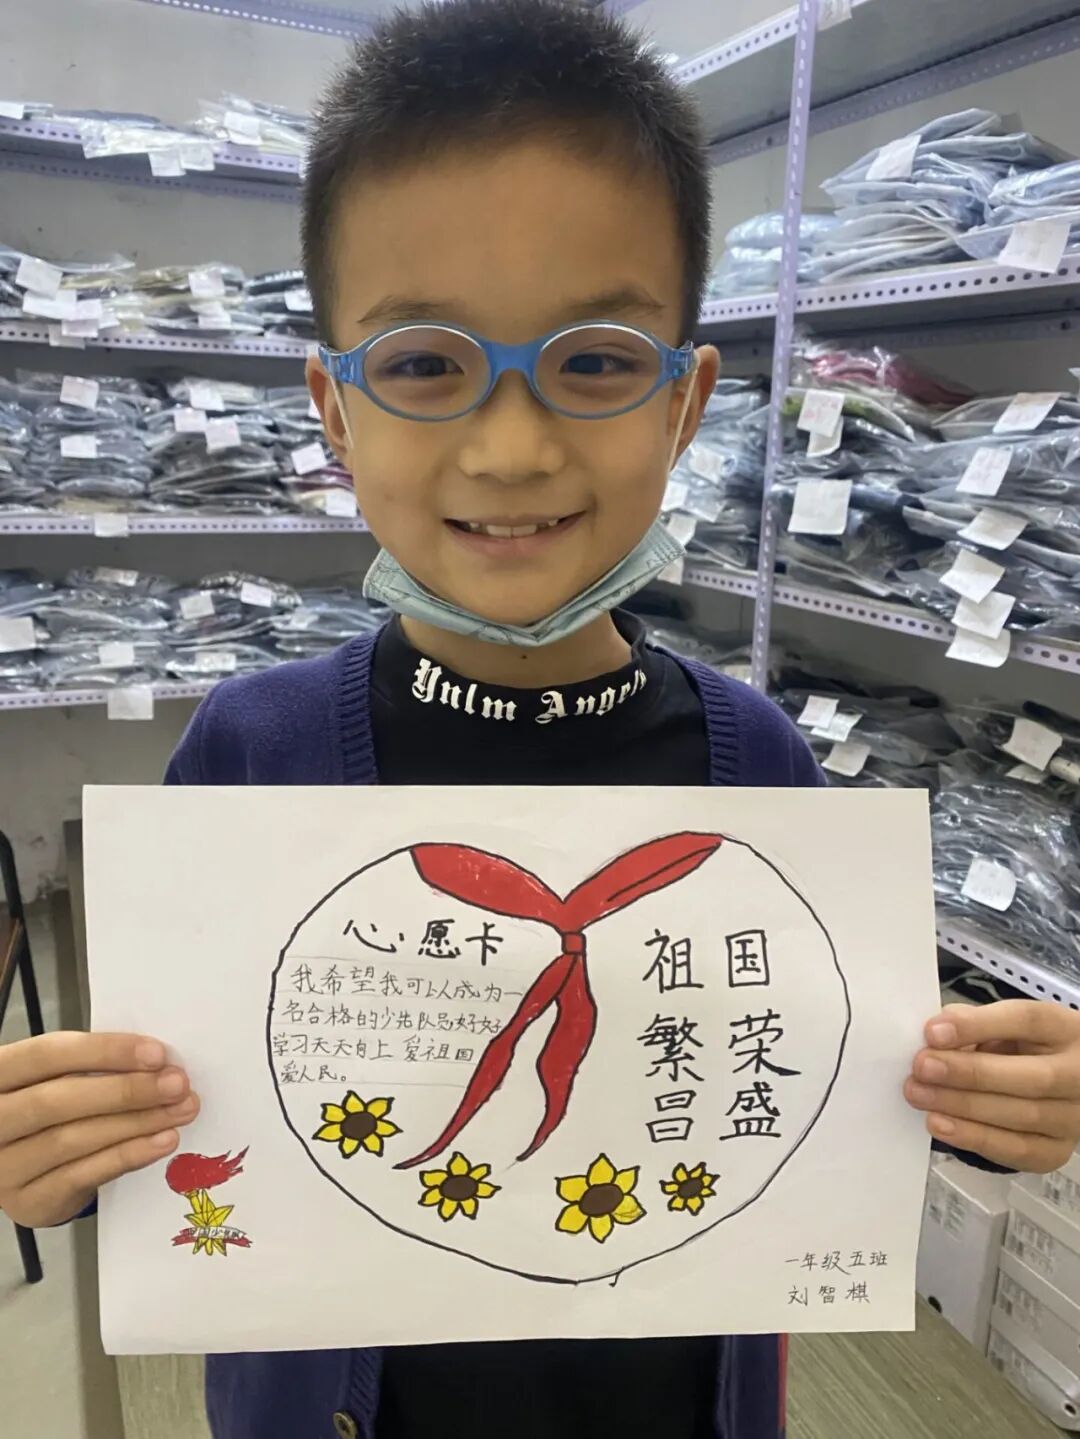 Ynlm Angels
心愿卡
我希望我可以成为一
名合格的少先队员好好
学习天天向上 爱祖国
爱人民。
祖国
繁荣
昌盛
一年级五班
刘智棋